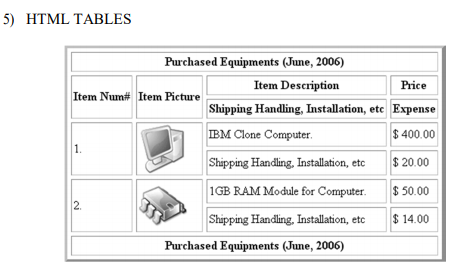 5) HTML TABLES
Purchased Equipments (June, 2006)
Item Num# Item Picture Item Description Price
Shipping Handling, Installation, etc Expense
1. IBM Clone Computer. $ 400.00
Shipping Handling, Installation, etc $ 20.00
2. 1GB RAM Module for Computer. $ 50.00
Shipping Handling, Installation, etc $ 14.00
Purchased Equipments (June, 2006)